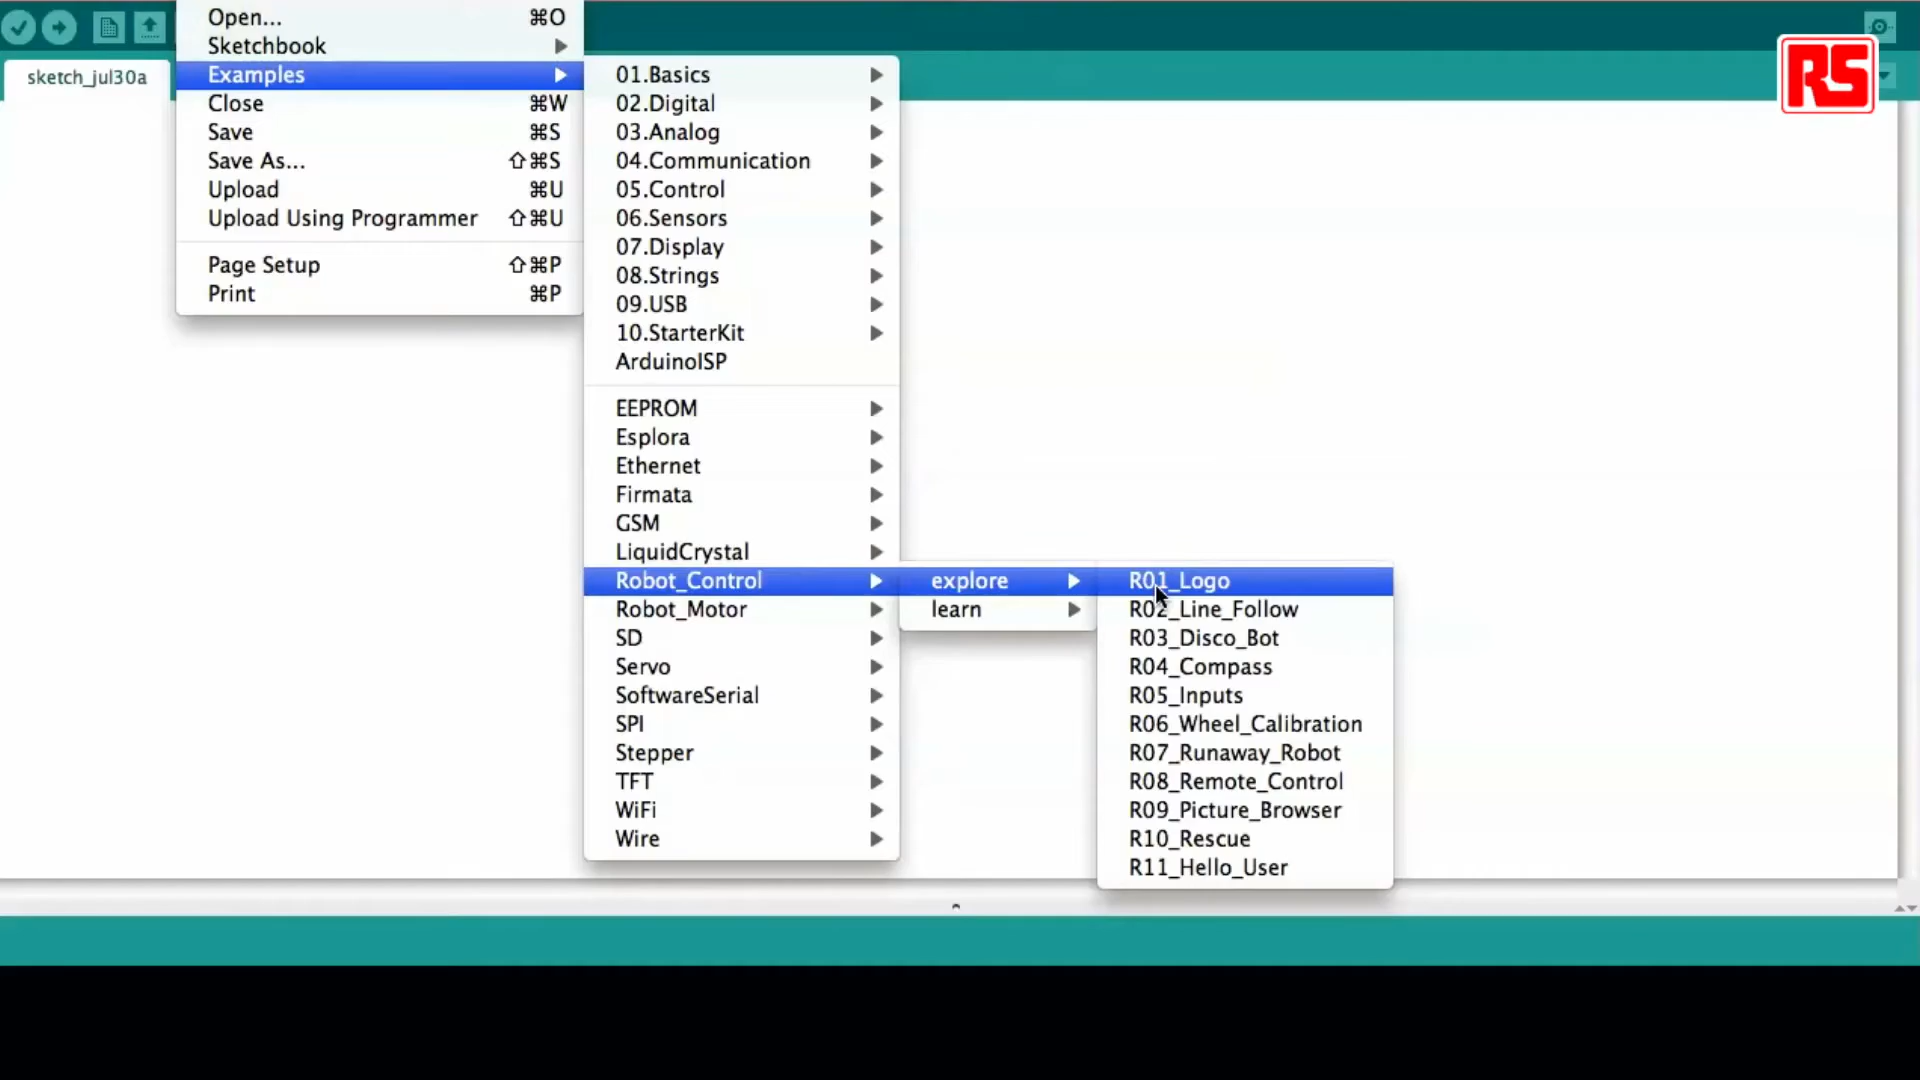 Open... ⌘O
Sketchbook
Examples
Close ⌘W
Save ⌘S
Save As... ⇧⌘S
Upload ⌘U
Upload Using Programmer ⇧⌘U
Page Setup ⇧⌘P
Print ⌘P
sketch_jul30a
01.Basics
02.Digital
03.Analog
04.Communication
05.Control
06.Sensors
07.Display
08.Strings
09.USB
10.StarterKit
ArduinoISP
EEPROM
Esplora
Ethernet
Firmata
GSM
LiquidCrystal
Robot_Control
Robot_Motor
SD
Servo
SoftwareSerial
SPI
Stepper
TFT
WiFi
Wire
explore
learn
R01_Logo
R02_Line_Follow
R03_Disco_Bot
R04_Compass
R05_Inputs
R06_Wheel_Calibration
R07_Runaway_Robot
R08_Remote_Control
R09_Picture_Browser
R10_Rescue
R11_Hello_User
RS